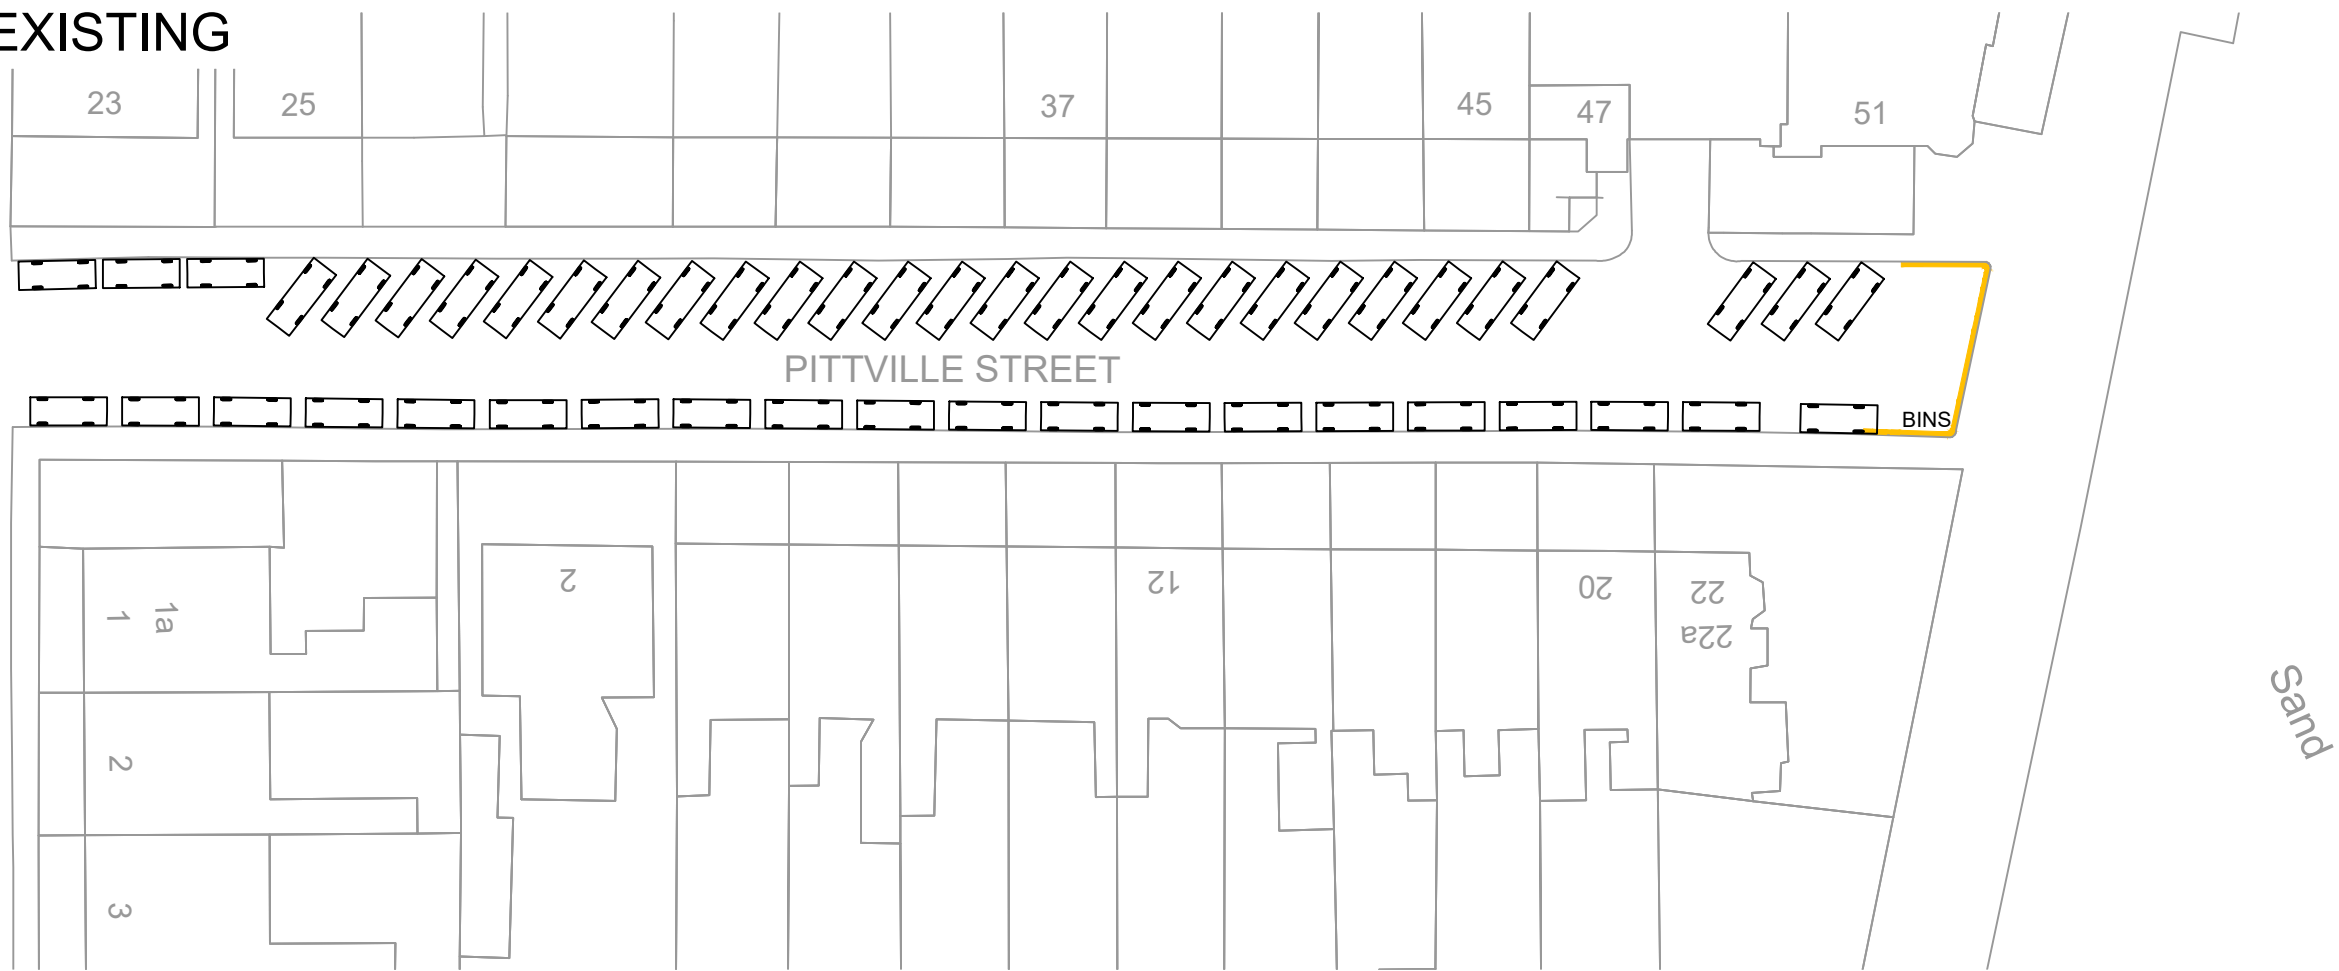 EXISTING
23
25
37
45
47
51
PITTVILLE STREET
BINS
2
12
20
22
22a
1
1a
2
3
Sand